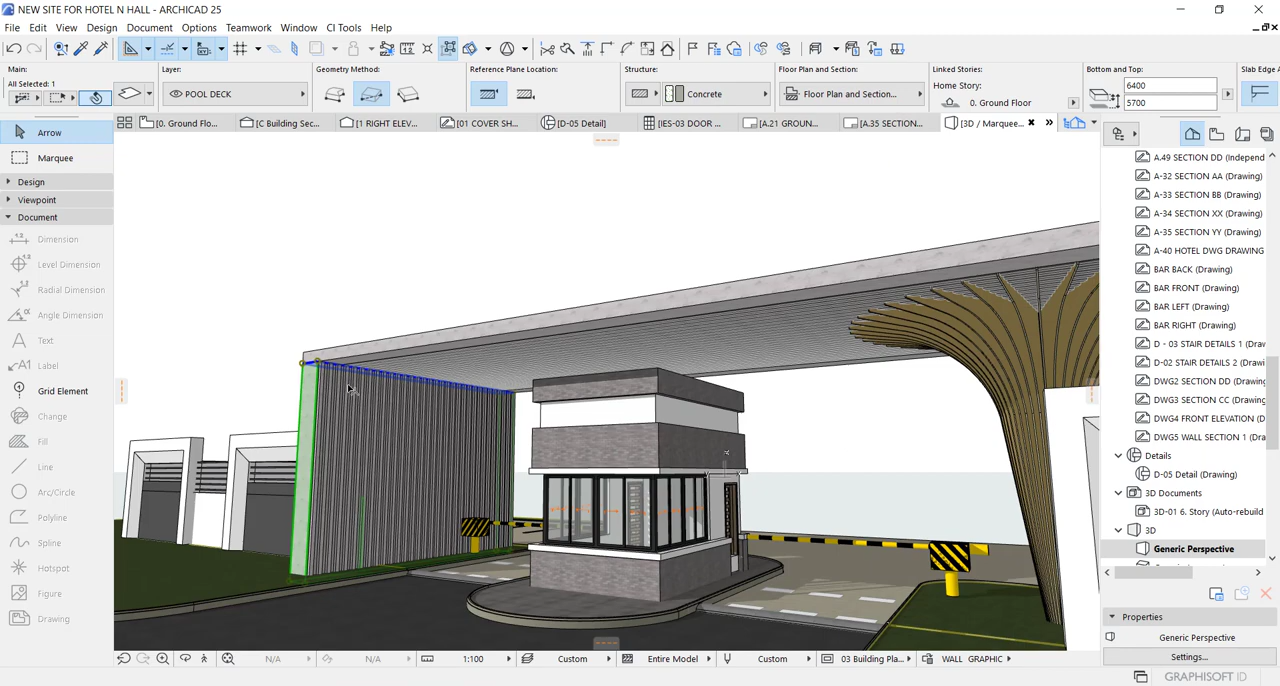 NEW SITE FOR HOTEL N HALL - ARCHICAD 25
File Edit View Design Document Options Teamwork Window CI Tools Help
Main: Layer: Geometry Method: Reference Plane Location: Structure: Floor Plan and Section: Linked Stories: Bottom and Top: Slab Edge A
All Selected: 1
POOL DECK
Concrete
Floor Plan and Section...
Home Story:
0. Ground Floor
6400
5700
[0. Ground Flo...
[C Building Sec...
[1 RIGHT ELEV...
[01 COVER SH...
[D-05 Detail]
[IES-03 DOOR ...
[A.21 GROUN...
[A.35 SECTION...
[3D / Marquee...
Arrow
Marquee
Design
Viewpoint
Document
Dimension
Level Dimension
Radial Dimension
Angle Dimension
Text
Label
Grid Element
Change
Fill
Line
Arc/Circle
Polyline
Spline
Hotspot
Figure
Drawing
A.49 SECTION DD (Independ
A-32 SECTION AA (Drawing)
A-33 SECTION BB (Drawing)
A-34 SECTION XX (Drawing)
A-35 SECTION YY (Drawing)
A-40 HOTEL DWG DRAWING
BAR BACK (Drawing)
BAR FRONT (Drawing)
BAR LEFT (Drawing)
BAR RIGHT (Drawing)
D - 03 STAIR DETAILS 1 (Dra
D-02 STAIR DETAILS 2 (Drawi
DWG2 SECTION DD (Drawing
DWG3 SECTION CC (Drawing
DWG4 FRONT ELEVATION (D
DWG5 WALL SECTION 1 (Dra
Details
D-05 Detail (Drawing)
3D Documents
3D-01 6. Story (Auto-rebuild
3D
Generic Perspective
Properties
Generic Perspective
Settings...
N/A
N/A
1:100
Custom
Entire Model
Custom
03 Building Pla...
WALL GRAPHIC
GRAPHISOFT ID